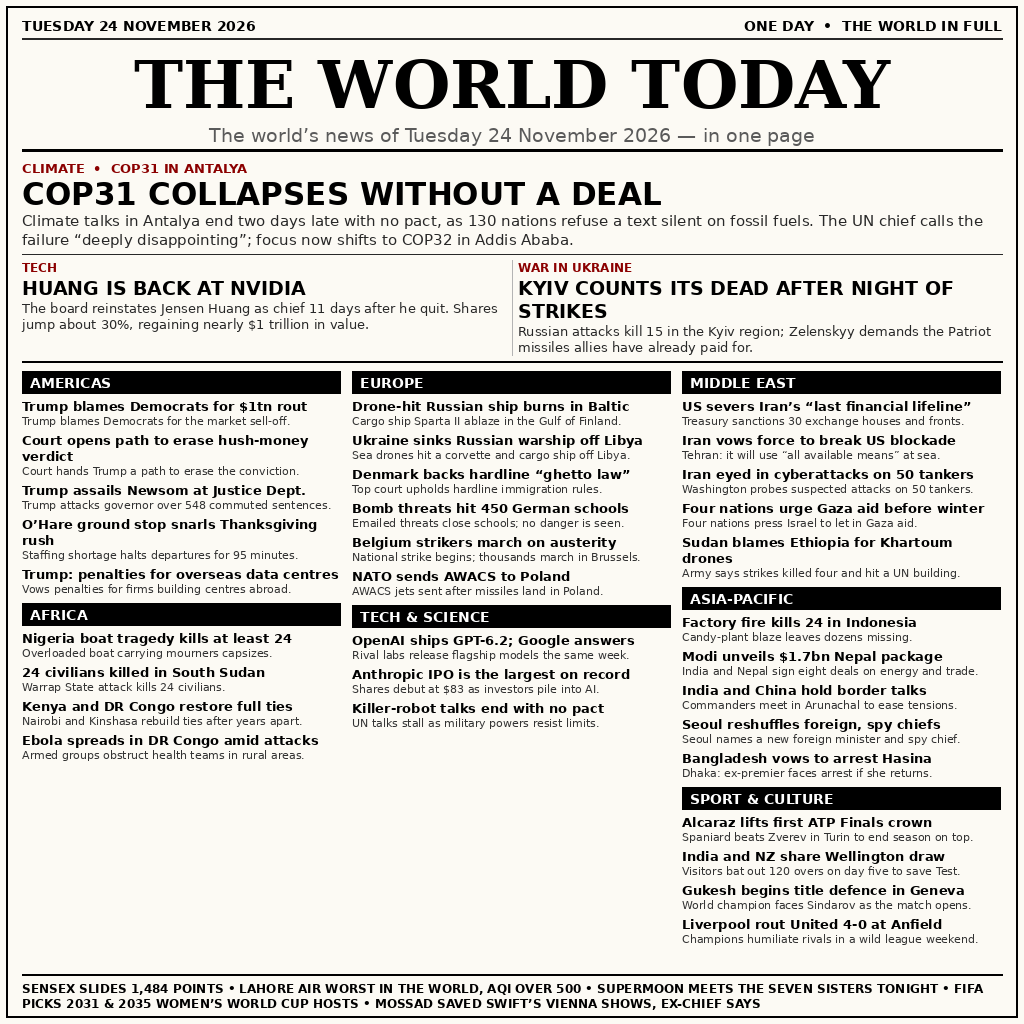 TUESDAY 24 NOVEMBER 2026
ONE DAY • THE WORLD IN FULL
THE WORLD TODAY
The world’s news of Tuesday 24 November 2026 — in one page
CLIMATE • COP31 IN ANTALYA
COP31 COLLAPSES WITHOUT A DEAL
Climate talks in Antalya end two days late with no pact, as 130 nations refuse a text silent on fossil fuels. The UN chief calls the
failure “deeply disappointing”; focus now shifts to COP32 in Addis Ababa.
TECH
HUANG IS BACK AT NVIDIA
The board reinstates Jensen Huang as chief 11 days after he quit. Shares
jump about 30%, regaining nearly $1 trillion in value.
WAR IN UKRAINE
KYIV COUNTS ITS DEAD AFTER NIGHT OF
STRIKES
Russian attacks kill 15 in the Kyiv region; Zelenskyy demands the Patriot
missiles allies have already paid for.
AMERICAS
Trump blames Democrats for $1tn rout
Trump blames Democrats for the market sell-off.
Court opens path to erase hush-money
verdict
Court hands Trump a path to erase the conviction.
Trump assails Newsom at Justice Dept.
Trump attacks governor over 548 commuted sentences.
O’Hare ground stop snarls Thanksgiving
rush
Staffing shortage halts departures for 95 minutes.
Trump: penalties for overseas data centres
Vows penalties for firms building centres abroad.
AFRICA
Nigeria boat tragedy kills at least 24
Overloaded boat carrying mourners capsizes.
24 civilians killed in South Sudan
Warrap State attack kills 24 civilians.
Kenya and DR Congo restore full ties
Nairobi and Kinshasa rebuild ties after years apart.
Ebola spreads in DR Congo amid attacks
Armed groups obstruct health teams in rural areas.
EUROPE
Drone-hit Russian ship burns in Baltic
Cargo ship Sparta II ablaze in the Gulf of Finland.
Ukraine sinks Russian warship off Libya
Sea drones hit a corvette and cargo ship off Libya.
Denmark backs hardline “ghetto law”
Top court upholds hardline immigration rules.
Bomb threats hit 450 German schools
Emailed threats close schools; no danger is seen.
Belgium strikers march on austerity
National strike begins; thousands march in Brussels.
NATO sends AWACS to Poland
AWACS jets sent after missiles land in Poland.
TECH & SCIENCE
OpenAI ships GPT-6.2; Google answers
Rival labs release flagship models the same week.
Anthropic IPO is the largest on record
Shares debut at $83 as investors pile into AI.
Killer-robot talks end with no pact
UN talks stall as military powers resist limits.
MIDDLE EAST
US severs Iran’s “last financial lifeline”
Treasury sanctions 30 exchange houses and fronts.
Iran vows force to break US blockade
Tehran: it will use “all available means” at sea.
Iran eyed in cyberattacks on 50 tankers
Washington probes suspected attacks on 50 tankers.
Four nations urge Gaza aid before winter
Four nations press Israel to let in Gaza aid.
Sudan blames Ethiopia for Khartoum
drones
Army says strikes killed four and hit a UN building.
ASIA-PACIFIC
Factory fire kills 24 in Indonesia
Candy-plant blaze leaves dozens missing.
Modi unveils $1.7bn Nepal package
India and Nepal sign eight deals on energy and trade.
India and China hold border talks
Commanders meet in Arunachal to ease tensions.
Seoul reshuffles foreign, spy chiefs
Seoul names a new foreign minister and spy chief.
Bangladesh vows to arrest Hasina
Dhaka: ex-premier faces arrest if she returns.
SPORT & CULTURE
Alcaraz lifts first ATP Finals crown
Spaniard beats Zverev in Turin to end season on top.
India and NZ share Wellington draw
Visitors bat out 120 overs on day five to save Test.
Gukesh begins title defence in Geneva
World champion faces Sindarov as the match opens.
Liverpool rout United 4-0 at Anfield
Champions humiliate rivals in a wild league weekend.
SENSEX SLIDES 1,484 POINTS • LAHORE AIR WORST IN THE WORLD, AQI OVER 500 • SUPERMOON MEETS THE SEVEN SISTERS TONIGHT • FIFA
PICKS 2031 & 2035 WOMEN’S WORLD CUP HOSTS • MOSSAD SAVED SWIFT’S VIENNA SHOWS, EX-CHIEF SAYS